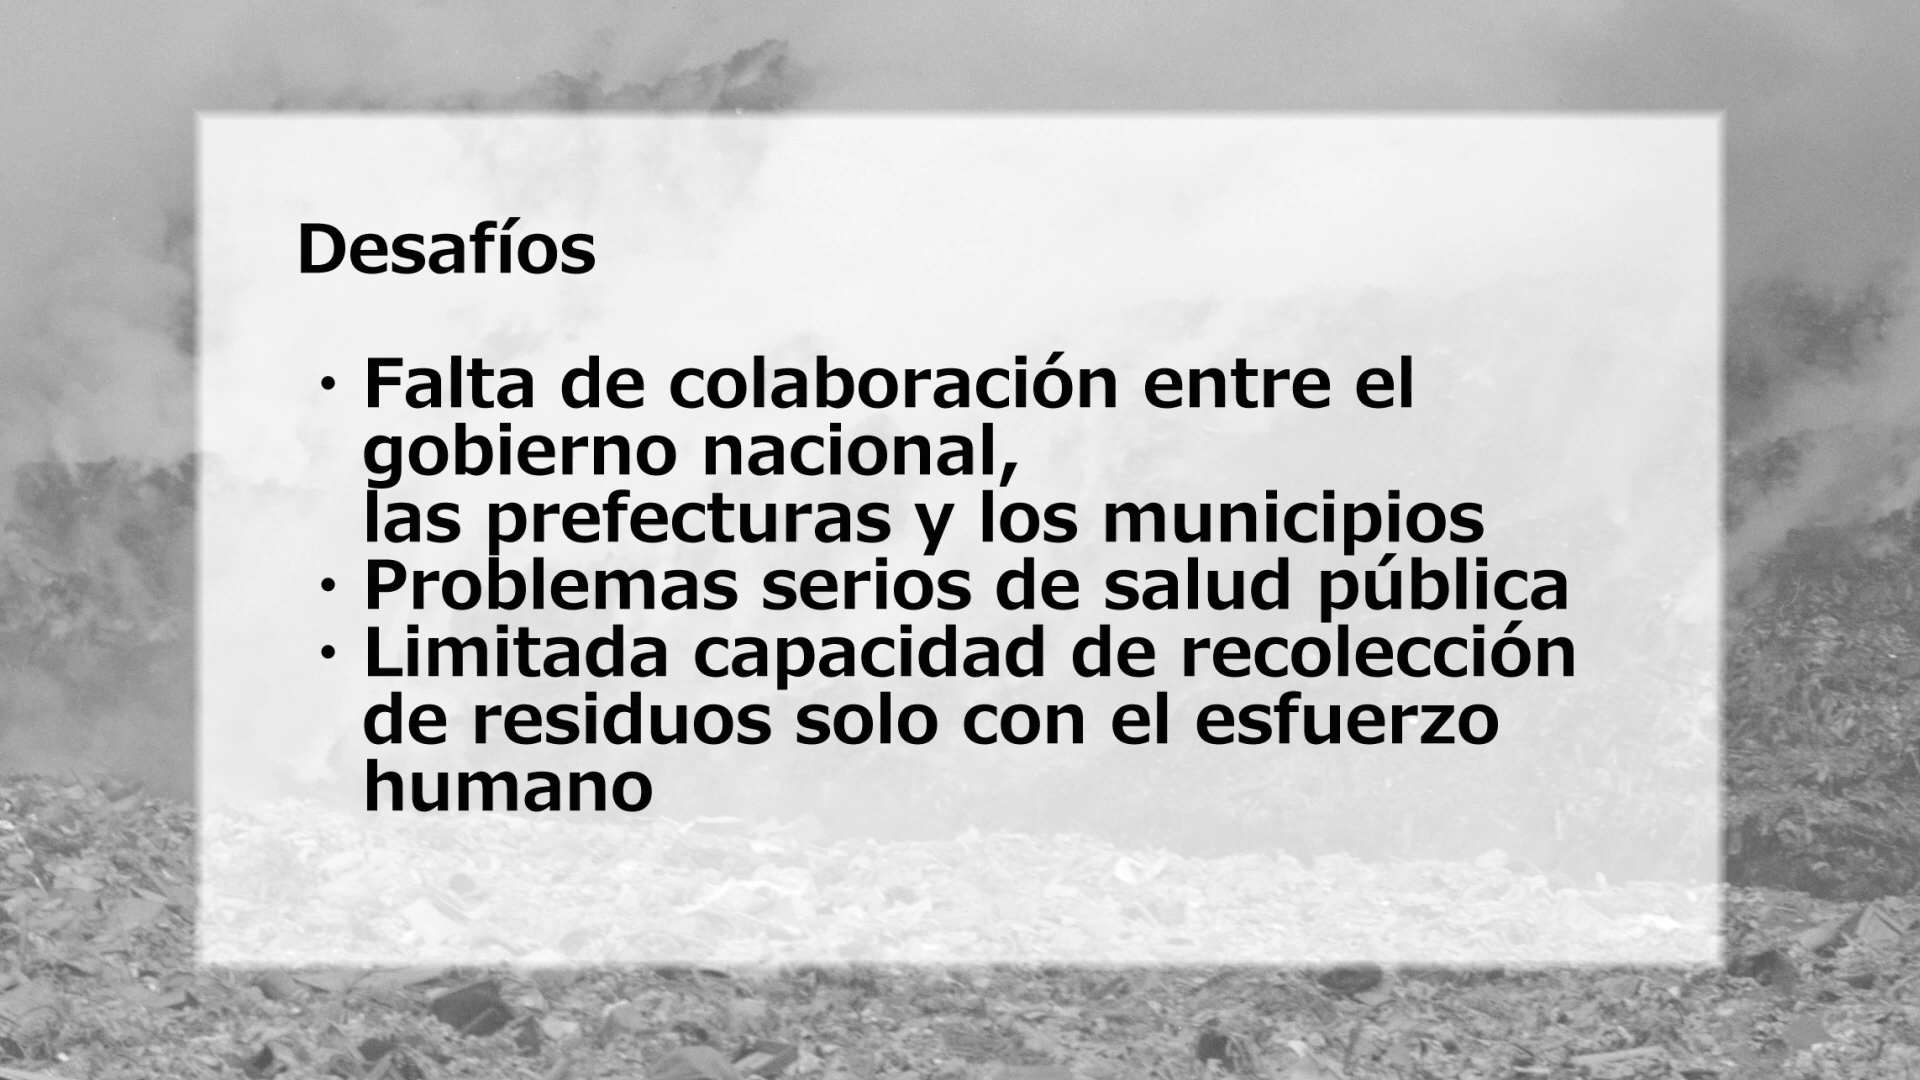 Desafíos
・Falta de colaboración entre el
gobierno nacional,
las prefecturas y los municipios
・Problemas serios de salud pública
・Limitada capacidad de recolección
de residuos solo con el esfuerzo
humano